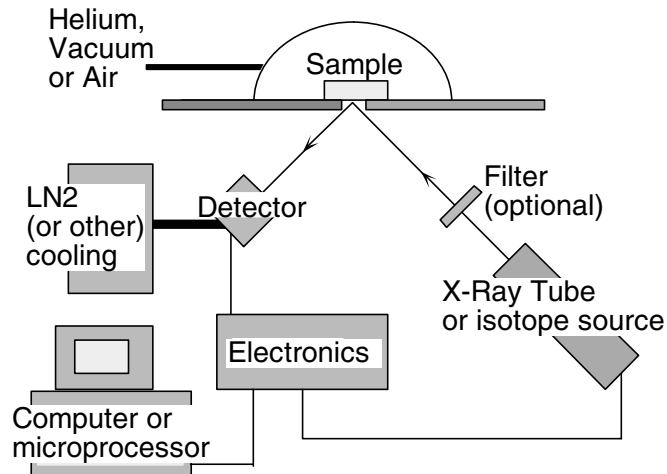 Helium,
Vacuum
or Air
Sample
LN2
(or other)
cooling
Detector
Filter
(optional)
X-Ray Tube
or isotope source
Electronics
Computer or
microprocessor